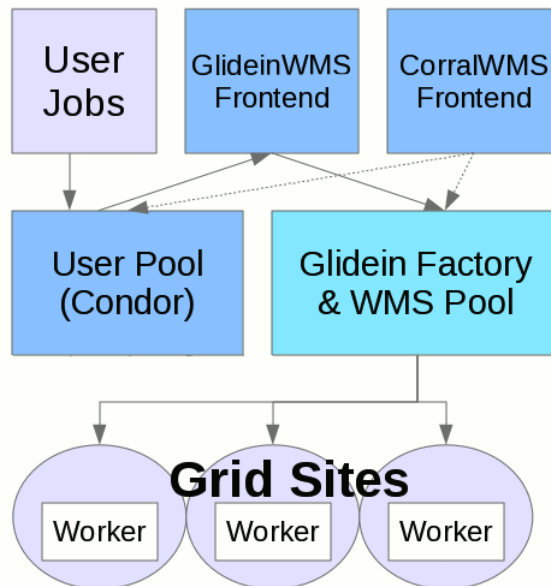 User
Jobs
GlideinWMS
Frontend
CorralWMS
Frontend
User Pool
(Condor)
Glidein Factory
& WMS Pool
Grid Sites
Worker
Worker
Worker